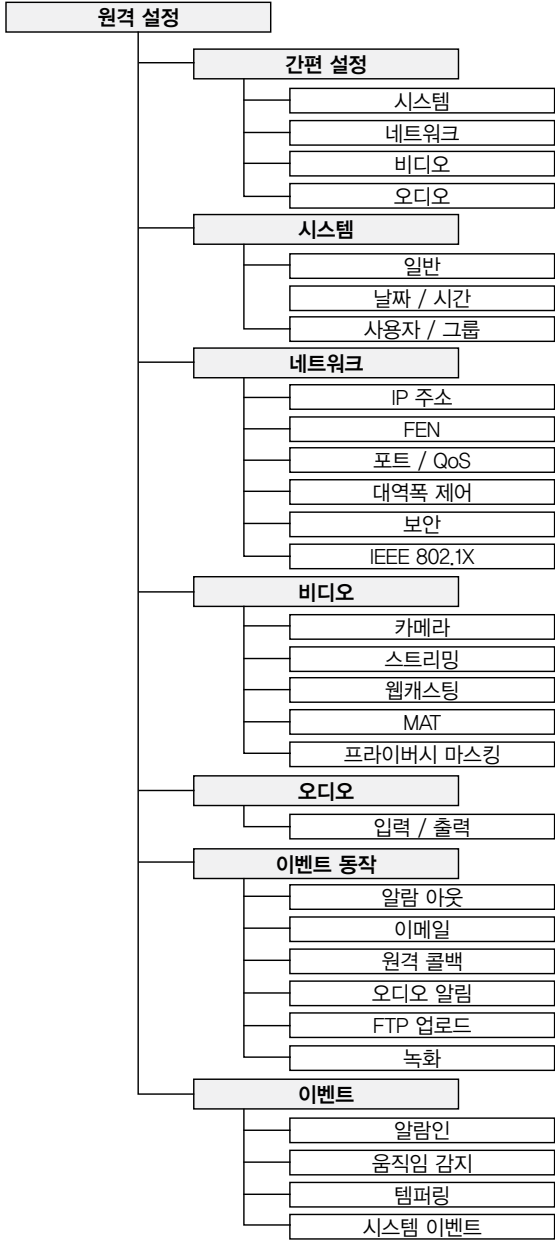 원격 설정
간편 설정
시스템
네트워크
비디오
오디오
시스템
일반
날짜 / 시간
사용자 / 그룹
네트워크
IP 주소
FEN
포트 / QoS
대역폭 제어
보안
IEEE 802.1X
비디오
카메라
스트리밍
웹캐스팅
MAT
프라이버시 마스킹
오디오
입력 / 출력
이벤트 동작
알람 아웃
이메일
원격 콜백
오디오 알림
FTP 업로드
녹화
이벤트
알람인
움직임 감지
템퍼링
시스템 이벤트